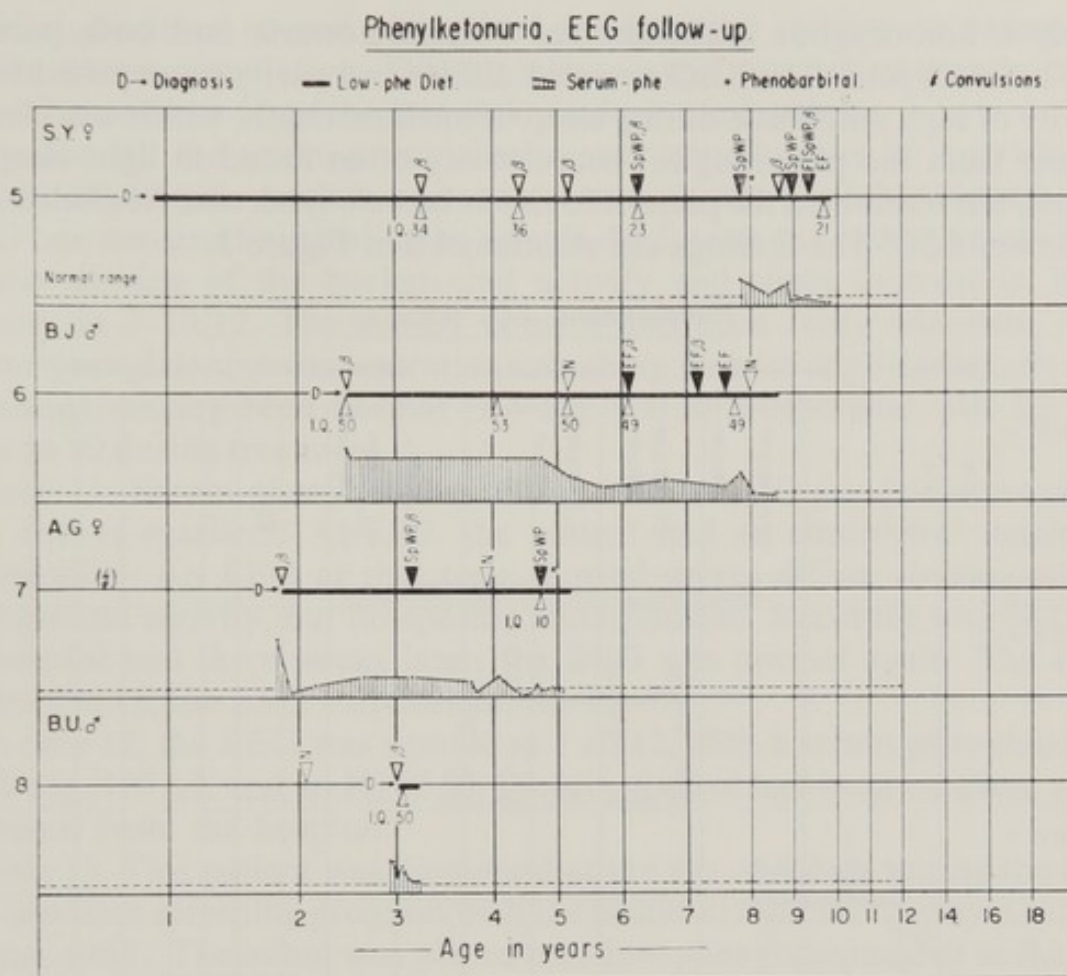 Phenylketonuria, EEG follow-up
D→ Diagnosis Low-phe Diet. Serum-phe • Phenobarbital Convulsions
S.Y. ♀
β β β SpWP,β SpWP β SpWP FlSpWP,β EF
5 D→
I.Q. 34 36 23 21
Normal range
B.J. ♂
β N EF,β EF,β EF N
6 D→
I.Q. 50 53 50 49 49
A.G ♀
β SpWP,β N SpWP
7 D→
I.Q 10
B.U. ♂
N β
8 D→
I.Q. 50
1 2 3 4 5 6 7 8 9 10 11 12 14 16 18
Age in years